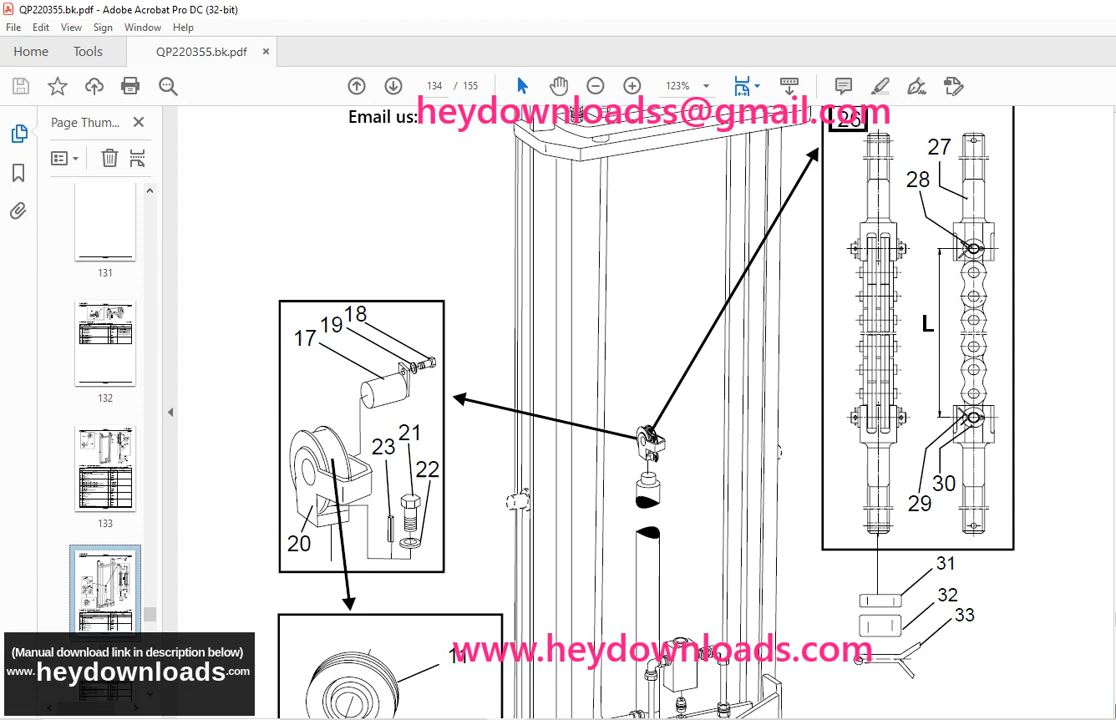 QP220355.bk.pdf - Adobe Acrobat Pro DC (32-bit)
File Edit View Sign Window Help
Home Tools QP220355.bk.pdf ×
134 / 155 123%
Page Thum...
Email us: heydownloadss@gmail.com
26
27
28
L
30
29
31
32
33
18
19
17
21
23
22
20
11
131
132
133
www.heydownloads.com
(Manual download link in description below)
www.heydownloads.com